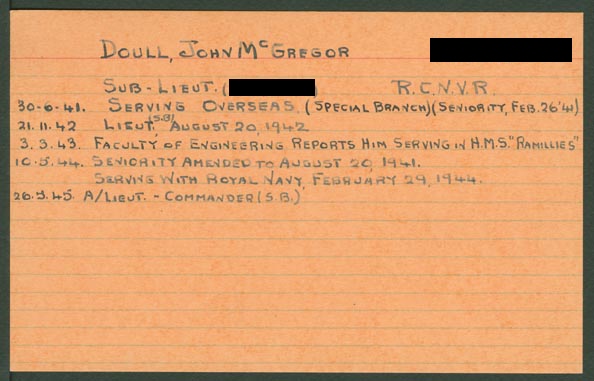 DOULL, JOHN McGREGOR
SUB-LIEUT. ( ) R.C.N.V.R.
30-6-41. SERVING OVERSEAS. (SPECIAL BRANCH)(SENIORITY, FEB. 26'41)
21.11.42 LIEUT.(S.B) AUGUST 20, 1942
3.3.43. FACULTY OF ENGINEERING REPORTS HIM SERVING IN H.M.S. "RAMILLIES"
10.5.44. SENIORITY AMENDED TO AUGUST 20, 1941.
SERVING WITH ROYAL NAVY, FEBRUARY 29, 1944.
26.3.45. A/LIEUT. - COMMANDER (S.B.)